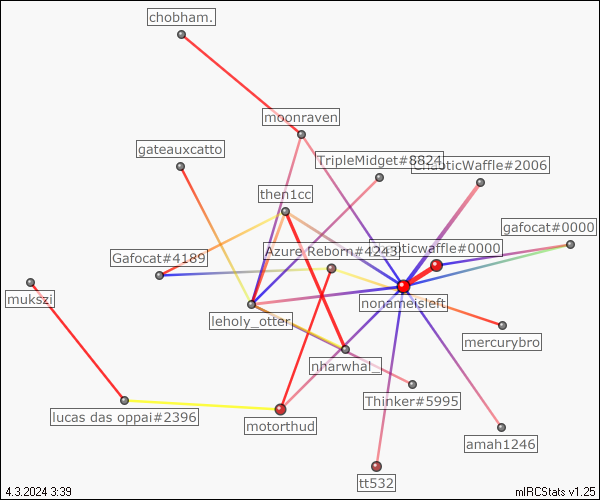 chobham.
moonraven
gateauxcatto
TripleMidget#8824
ChaoticWaffle#2006
then1cc
gafocat#0000
Gafocat#4189
Azure Reborn#4243
chaoticwaffle#0000
mukszi
leholy_otter
nonameisleft
mercurybro
nharwhal_
Thinker#5995
lucas das oppai#2396
motorthud
amah1246
tt532
4.3.2024 3:39
mIRCStats v1.25